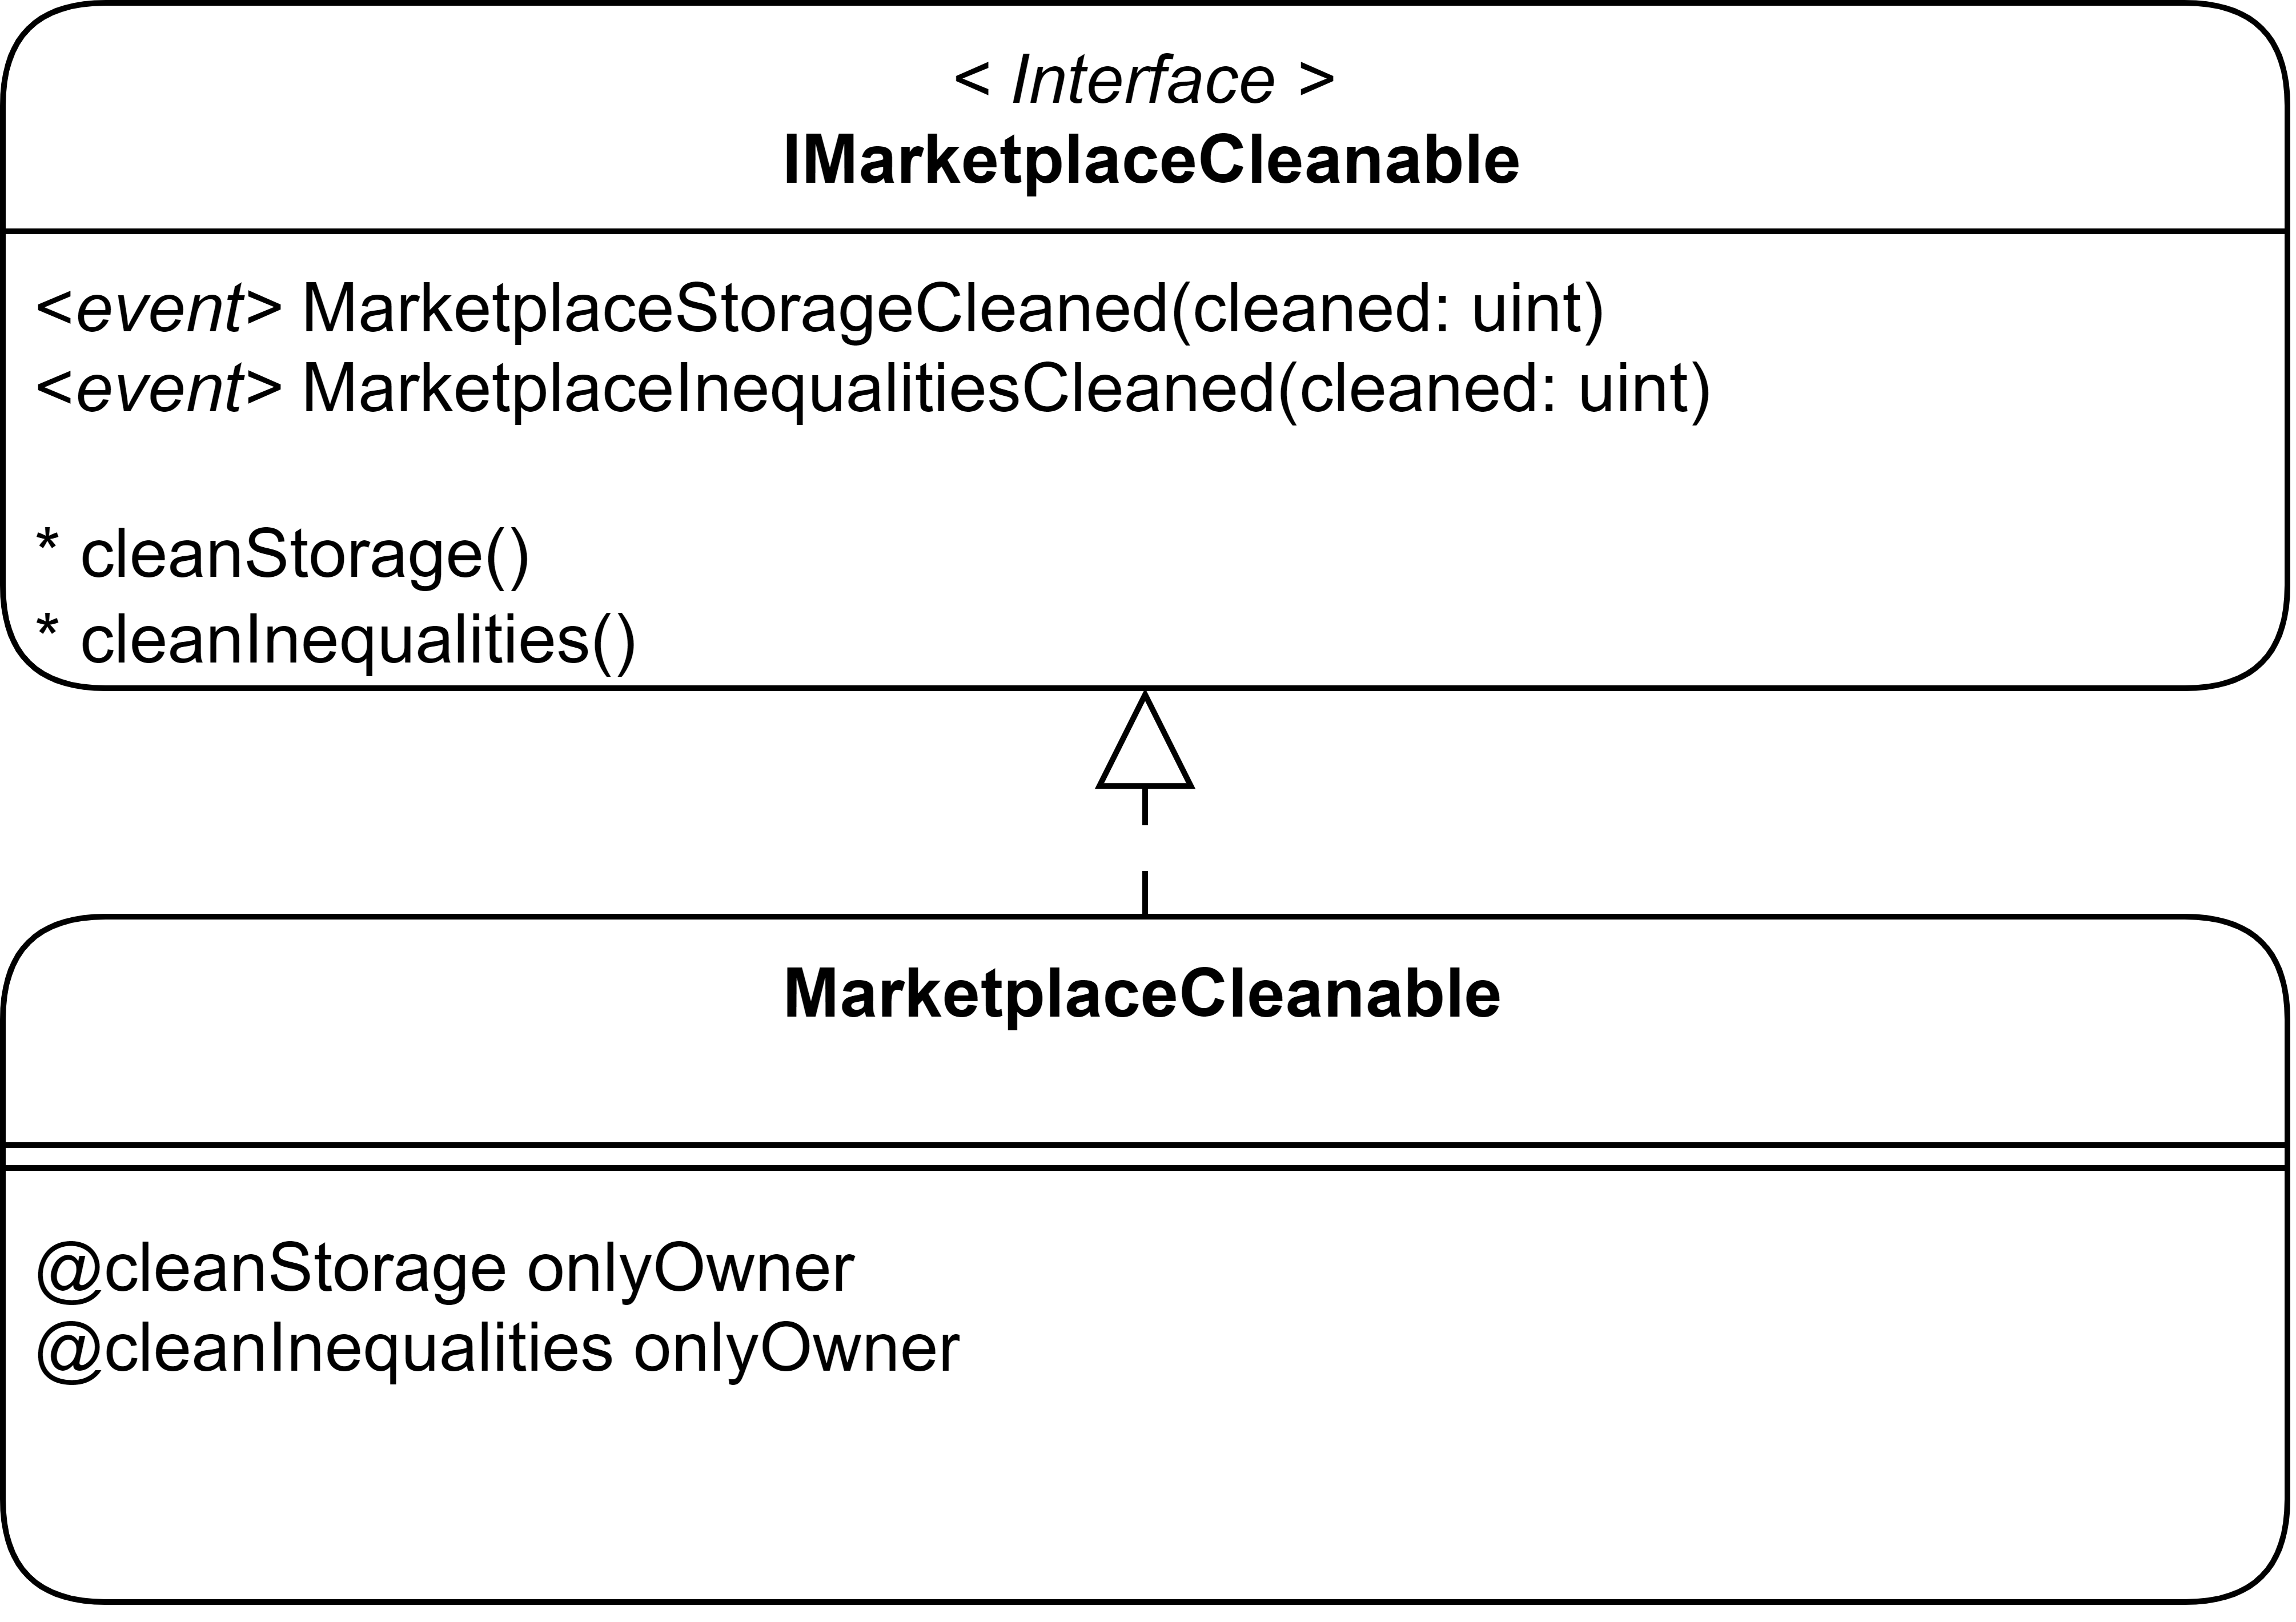 < Interface >
IMarketplaceCleanable
<event> MarketplaceStorageCleaned(cleaned: uint)
<event> MarketplaceInequalitiesCleaned(cleaned: uint)
* cleanStorage()
* cleanInequalities()
MarketplaceCleanable
@cleanStorage onlyOwner
@cleanInequalities onlyOwner